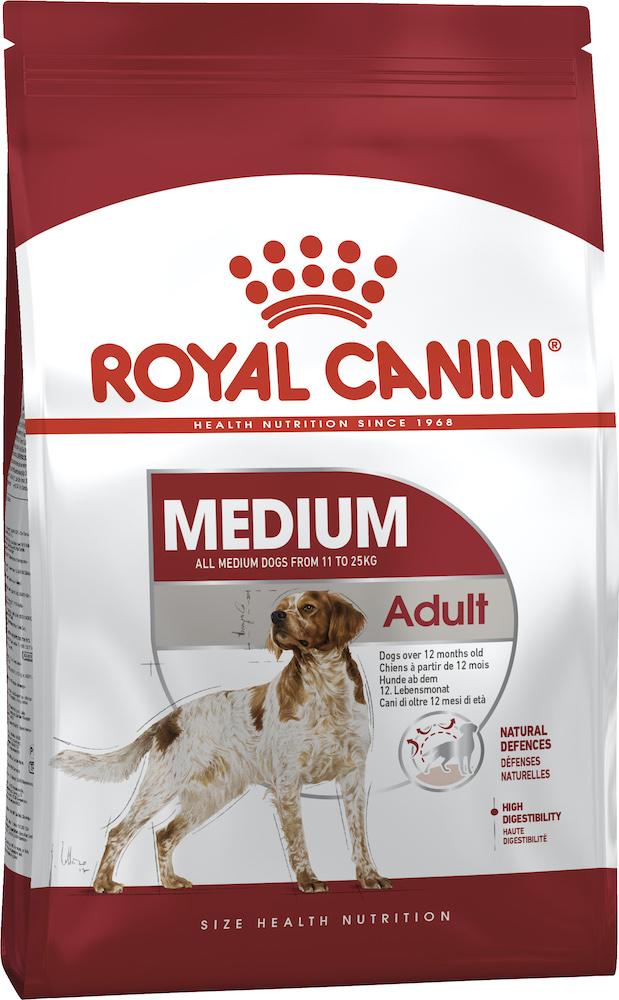 ROYAL CANIN®
HEALTH NUTRITION SINCE 1968
MEDIUM
ALL MEDIUM DOGS FROM 11 TO 25KG
Adult
Dogs over 12 months old
Chiens à partir de 12 mois
Hunde ab dem
12. Lebensmonat
Cani di oltre 12 mesi di età
NATURAL
DEFENCES
DÉFENSES
NATURELLES
HIGH
DIGESTIBILITY
HAUTE
DIGESTIBILITÉ
SIZE HEALTH NUTRITION